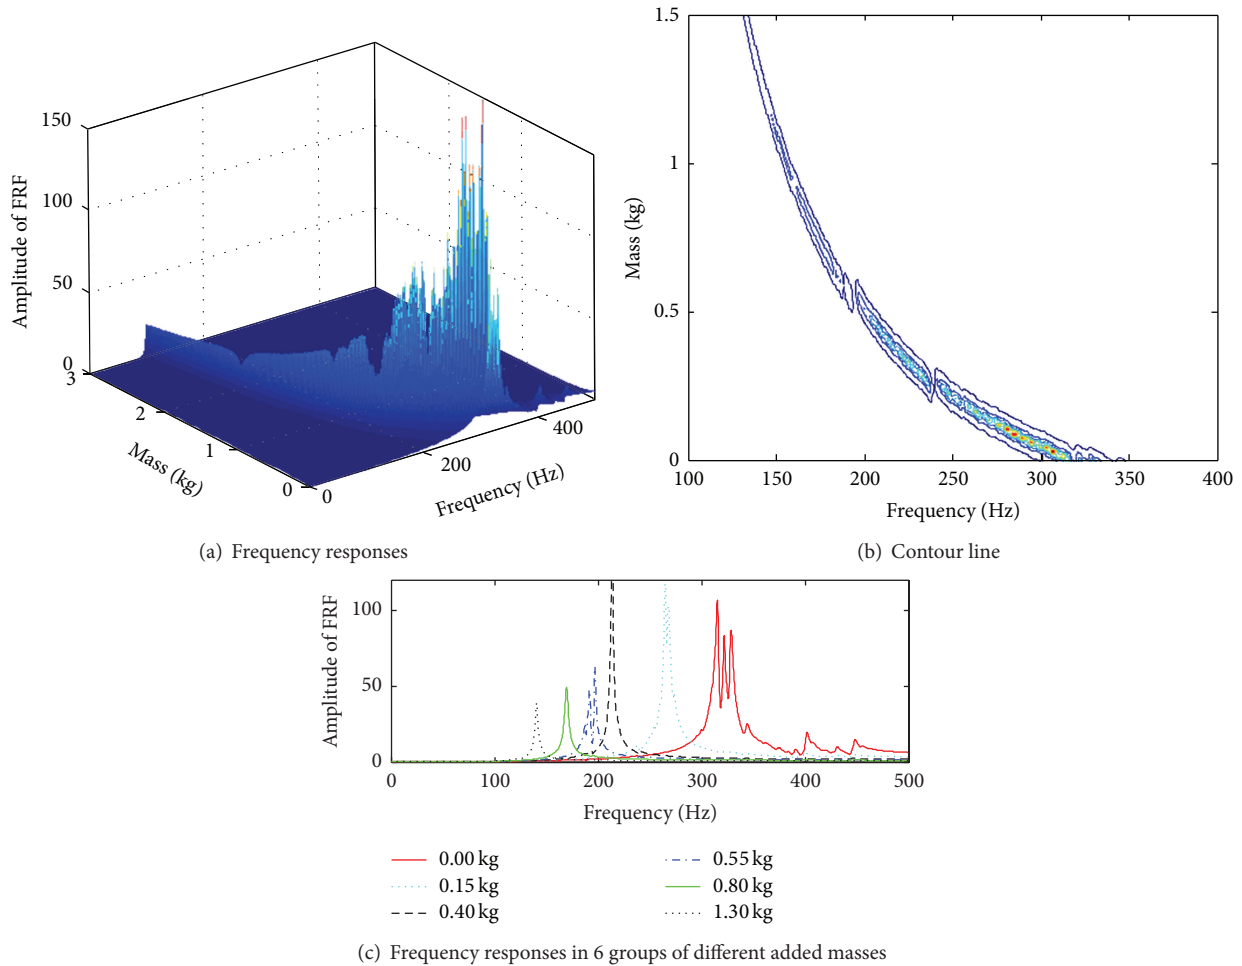 150
100
50
0
3
2
1
0
0
200
400
Amplitude of FRF
Mass (kg)
Frequency (Hz)
(a) Frequency responses
1.5
1
0.5
0
100
150
200
250
300
350
400
Mass (kg)
Frequency (Hz)
(b) Contour line
100
50
0
0
100
200
300
400
500
Amplitude of FRF
Frequency (Hz)
0.00 kg
0.15 kg
0.40 kg
0.55 kg
0.80 kg
1.30 kg
(c) Frequency responses in 6 groups of different added masses